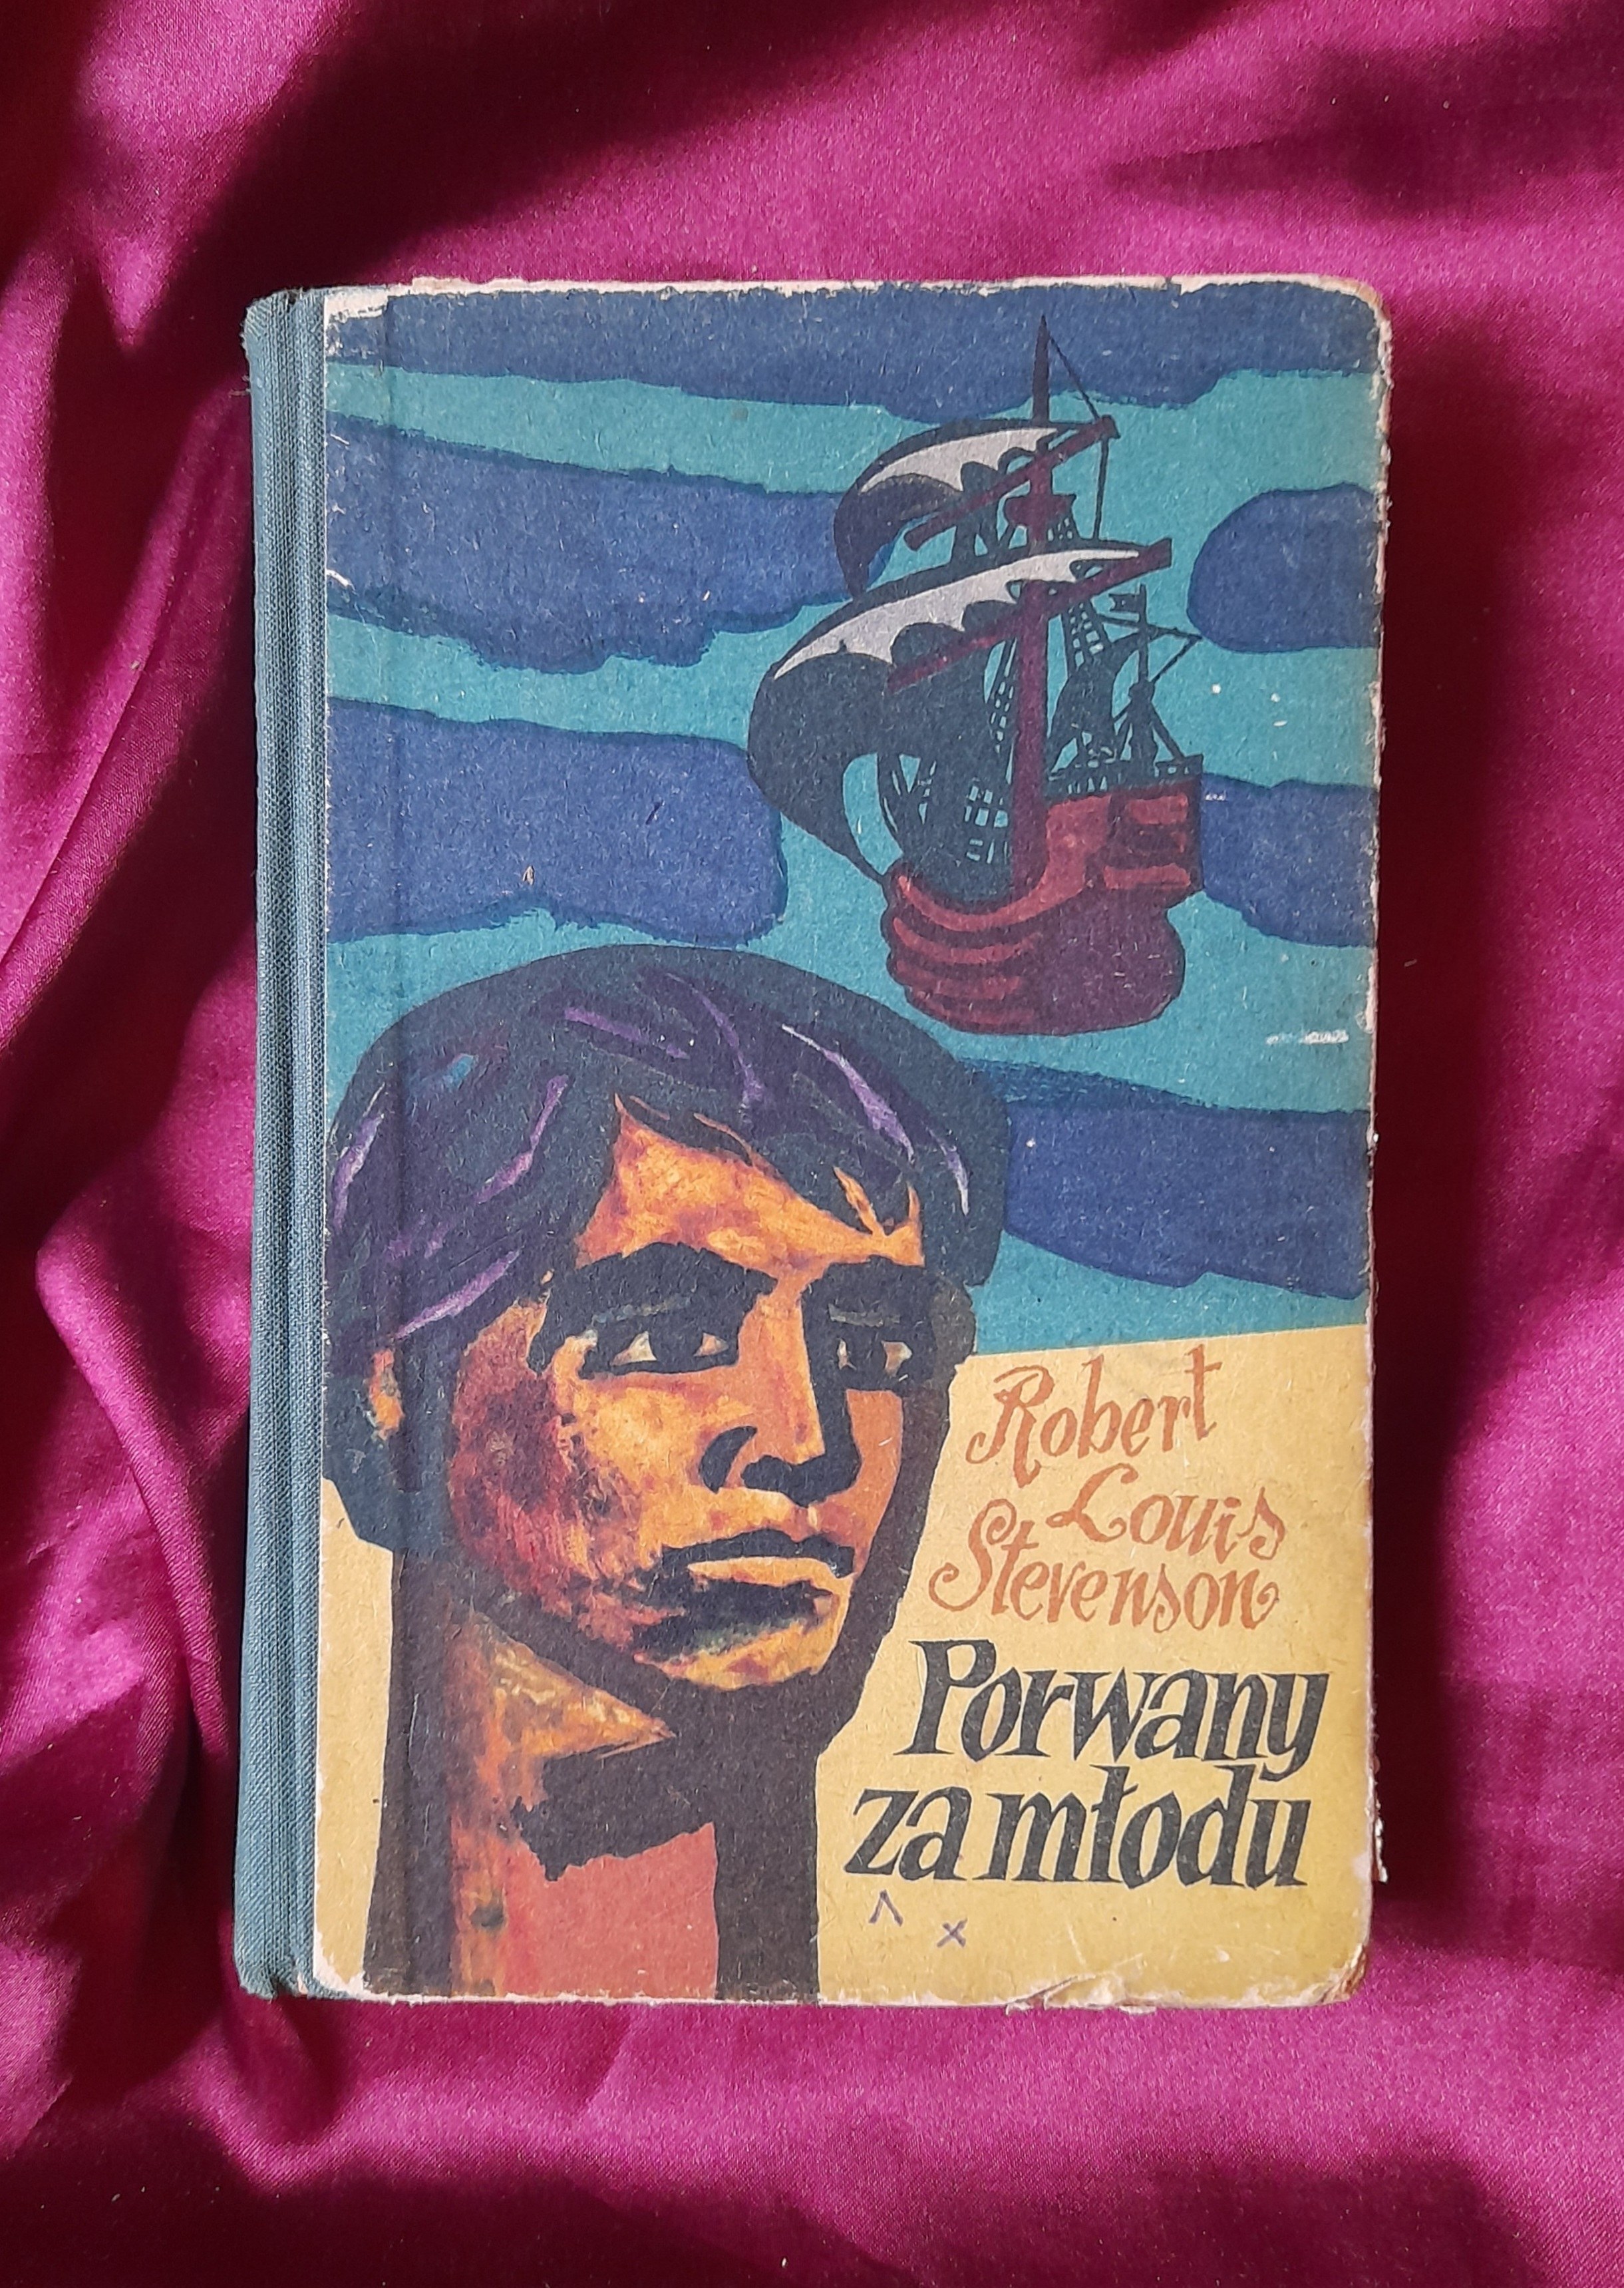 Robert
Louis
Stevenson
Porwany
za młodu